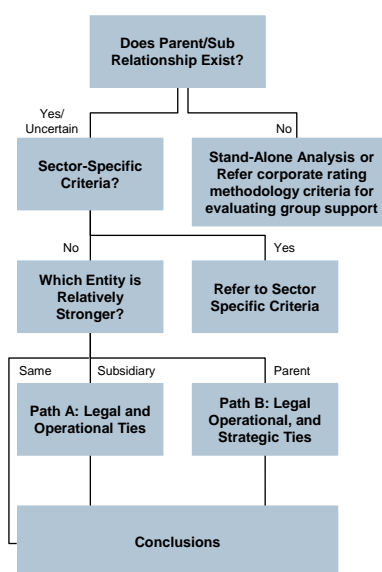 Does Parent/Sub
Relationship Exist?
Yes/
Uncertain
No
Sector-Specific
Criteria?
Stand-Alone Analysis or
Refer corporate rating
methodology criteria for
evaluating group support
No
Yes
Which Entity is
Relatively
Stronger?
Refer to Sector
Specific Criteria
Same
Subsidiary
Parent
Path A: Legal and
Operational Ties
Path B: Legal
Operational, and
Strategic Ties
Conclusions